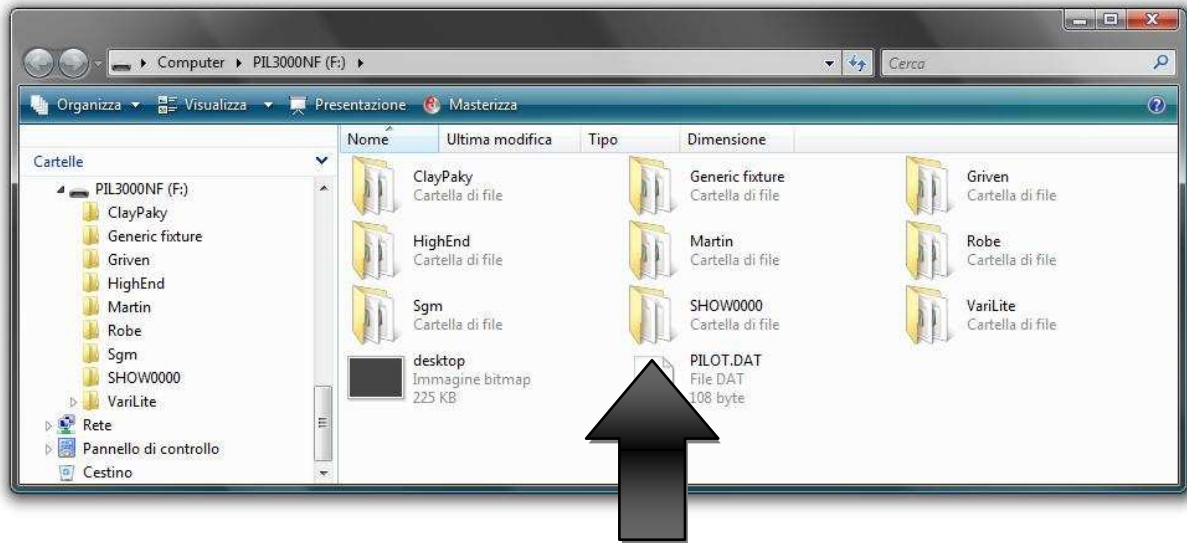 Computer PIL3000NF (F:)
Cerca
Organizza Visualizza Presentazione Masterizza
Cartelle
PIL3000NF (F:)
ClayPaky
Generic fixture
Griven
HighEnd
Martin
Robe
Sgm
SHOW0000
VariLite
Rete
Pannello di controllo
Cestino
Nome Ultima modifica Tipo Dimensione
ClayPaky
Cartella di file
Generic fixture
Cartella di file
Griven
Cartella di file
HighEnd
Cartella di file
Martin
Cartella di file
Robe
Cartella di file
Sgm
Cartella di file
SHOW0000
Cartella di file
VariLite
Cartella di file
desktop
Immagine bitmap
225 KB
PILOT.DAT
File DAT
108 byte